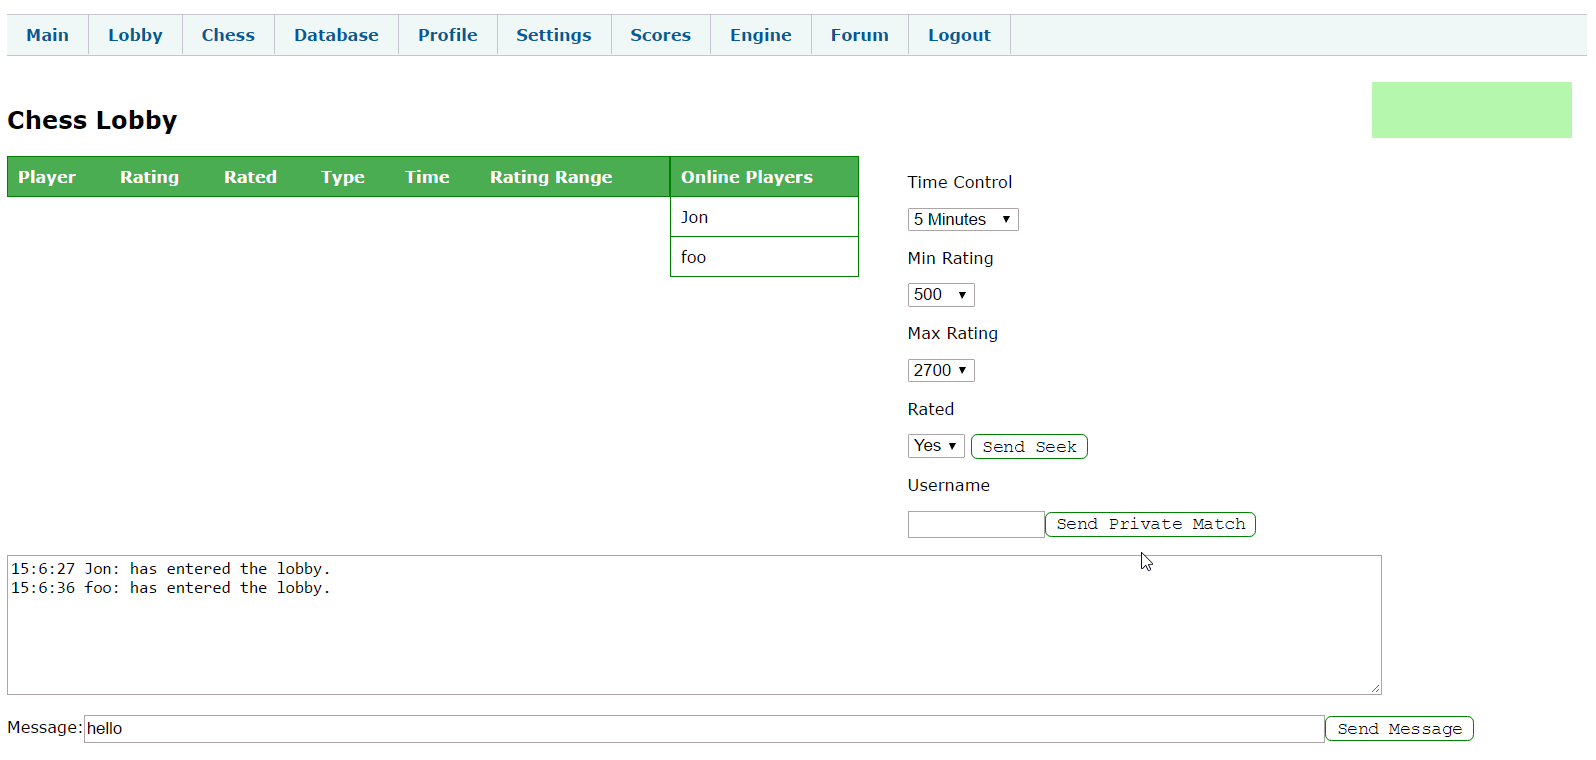 Main Lobby Chess Database Profile Settings Scores Engine Forum Logout
Chess Lobby
Player Rating Rated Type Time Rating Range Online Players
Jon
foo
Time Control
5 Minutes
Min Rating
500
Max Rating
2700
Rated
Yes Send Seek
Username
Send Private Match
15:6:27 Jon: has entered the lobby.
15:6:36 foo: has entered the lobby.
Message: hello Send Message